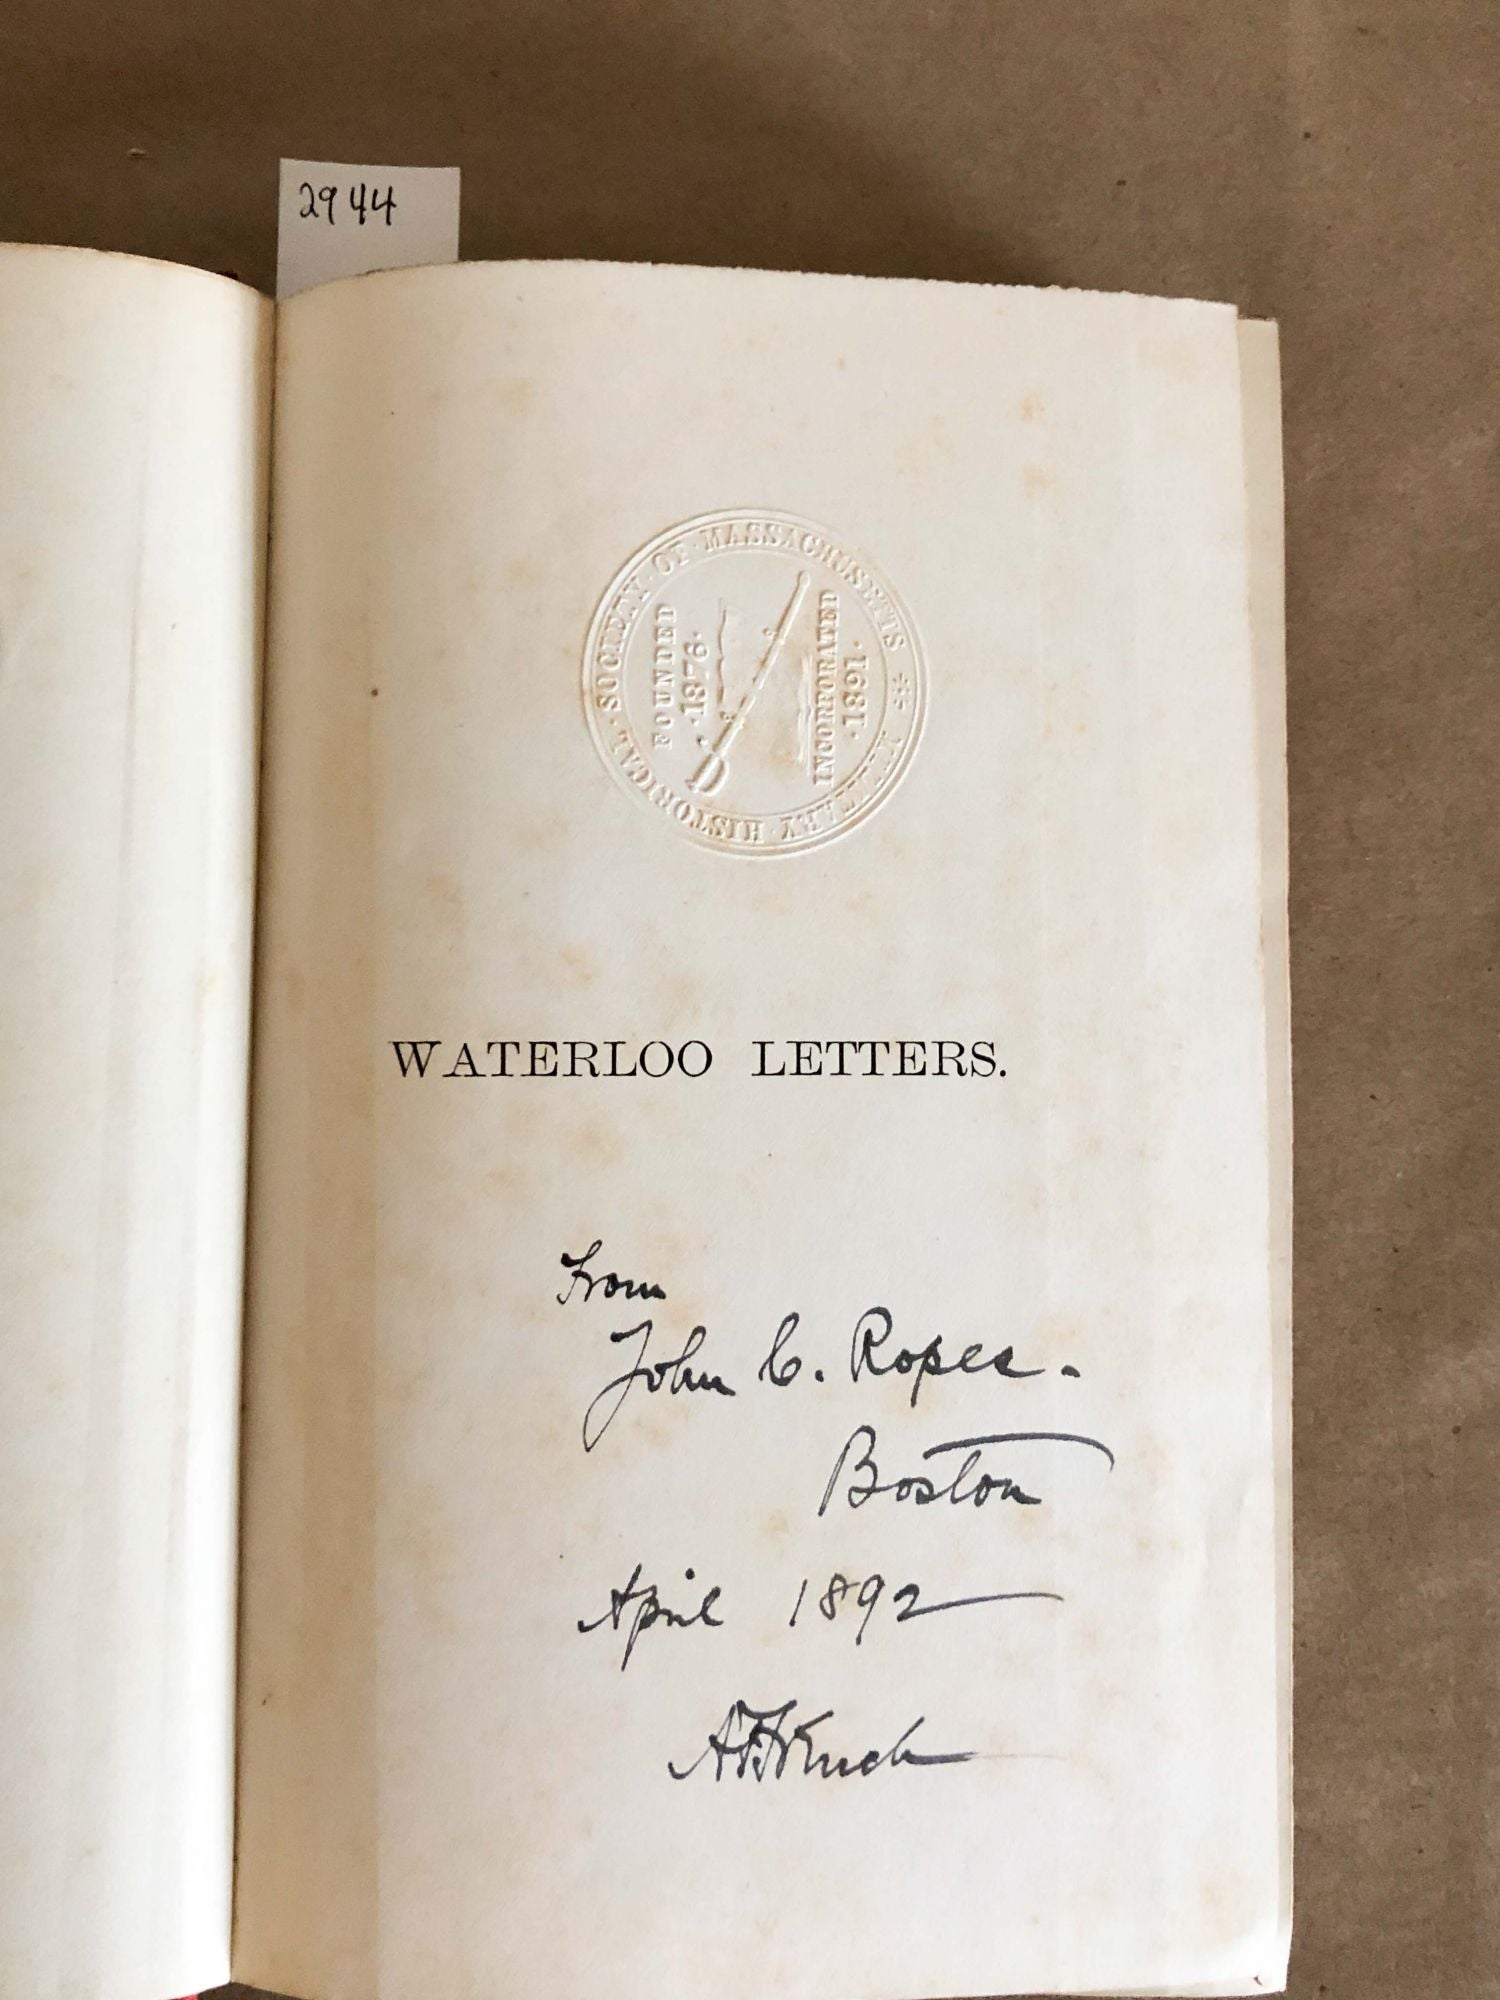 2944
MILITARY · HISTORICAL · SOCIETY · OF · MASSACHUSETTS
FOUNDED
·1876·
INCORPORATED
·1891·
WATERLOO LETTERS.
From
John C. Ropes.
Boston
April 1892